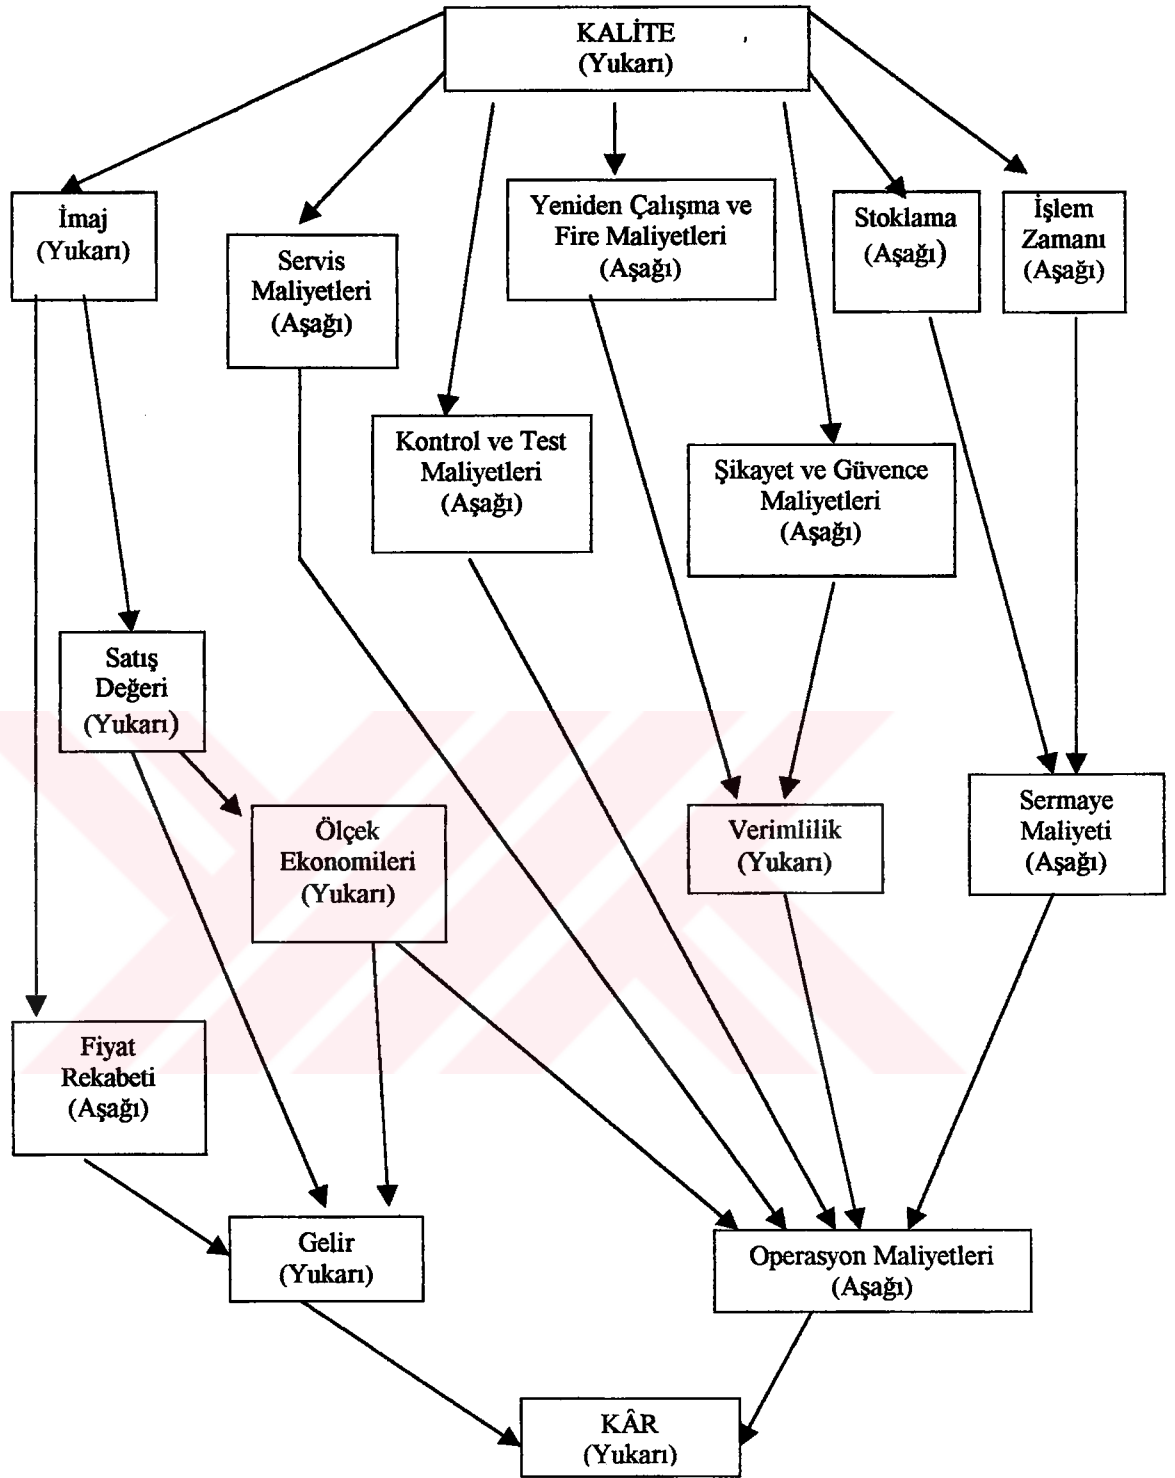 KALİTE
(Yukarı)
İmaj
(Yukarı)
Servis
Maliyetleri
(Aşağı)
Kontrol ve Test
Maliyetleri
(Aşağı)
Yeniden Çalışma ve
Fire Maliyetleri
(Aşağı)
Şikayet ve Güvence
Maliyetleri
(Aşağı)
Stoklama
(Aşağı)
İşlem
Zamanı
(Aşağı)
Satış
Değeri
(Yukarı)
Ölçek
Ekonomileri
(Yukarı)
Verimlilik
(Yukarı)
Sermaye
Maliyeti
(Aşağı)
Fiyat
Rekabeti
(Aşağı)
Gelir
(Yukarı)
Operasyon Maliyetleri
(Aşağı)
KÂR
(Yukarı)